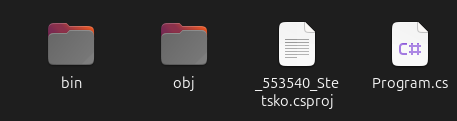 bin
obj
_553540_Ste
tsko.csproj
C#
Program.cs